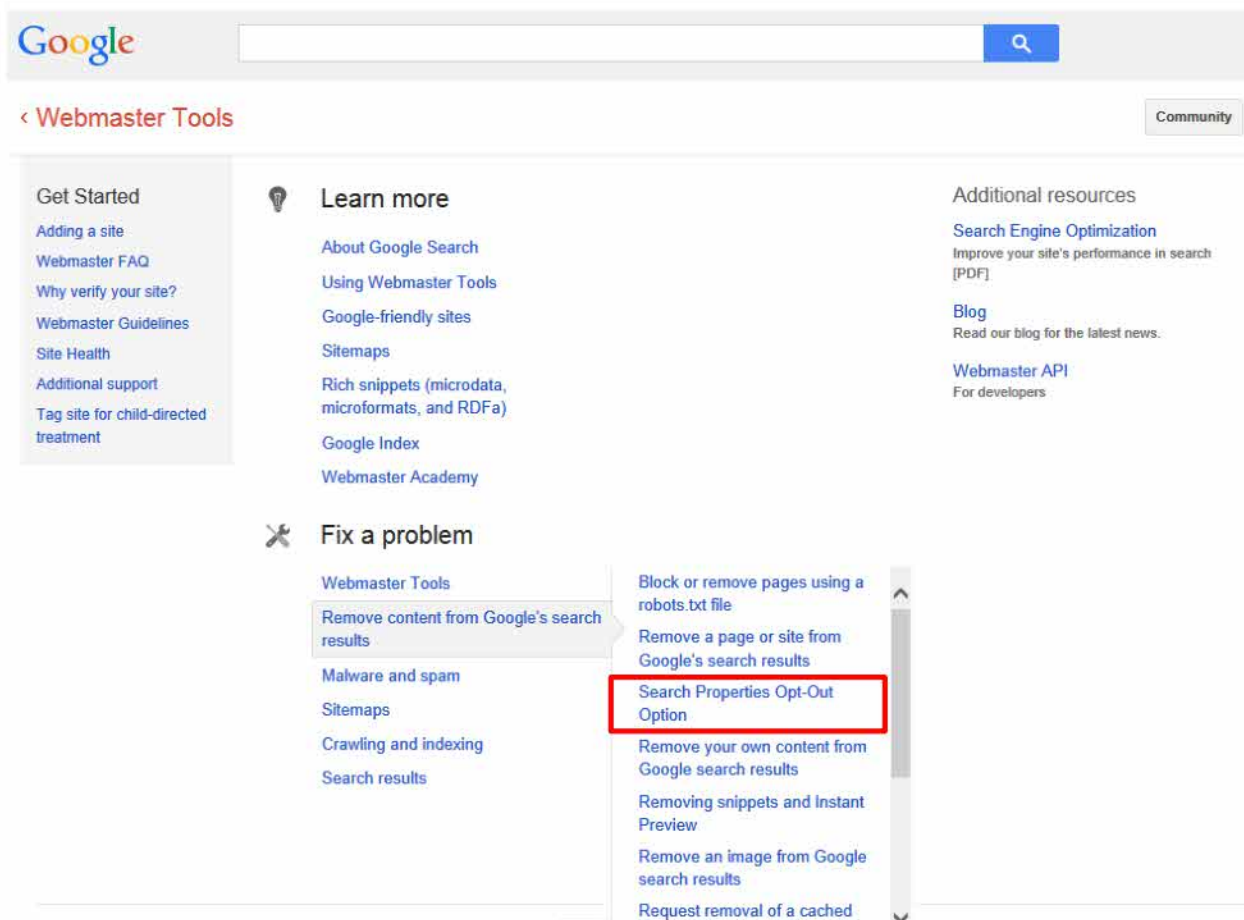 Google
‹ Webmaster Tools
Community
Get Started
Adding a site
Webmaster FAQ
Why verify your site?
Webmaster Guidelines
Site Health
Additional support
Tag site for child-directed
treatment
Learn more
About Google Search
Using Webmaster Tools
Google-friendly sites
Sitemaps
Rich snippets (microdata,
microformats, and RDFa)
Google Index
Webmaster Academy
Fix a problem
Webmaster Tools
Remove content from Google's search
results
Malware and spam
Sitemaps
Crawling and indexing
Search results
Block or remove pages using a
robots.txt file
Remove a page or site from
Google's search results
Search Properties Opt-Out
Option
Remove your own content from
Google search results
Removing snippets and Instant
Preview
Remove an image from Google
search results
Request removal of a cached
Additional resources
Search Engine Optimization
Improve your site's performance in search
[PDF]
Blog
Read our blog for the latest news.
Webmaster API
For developers